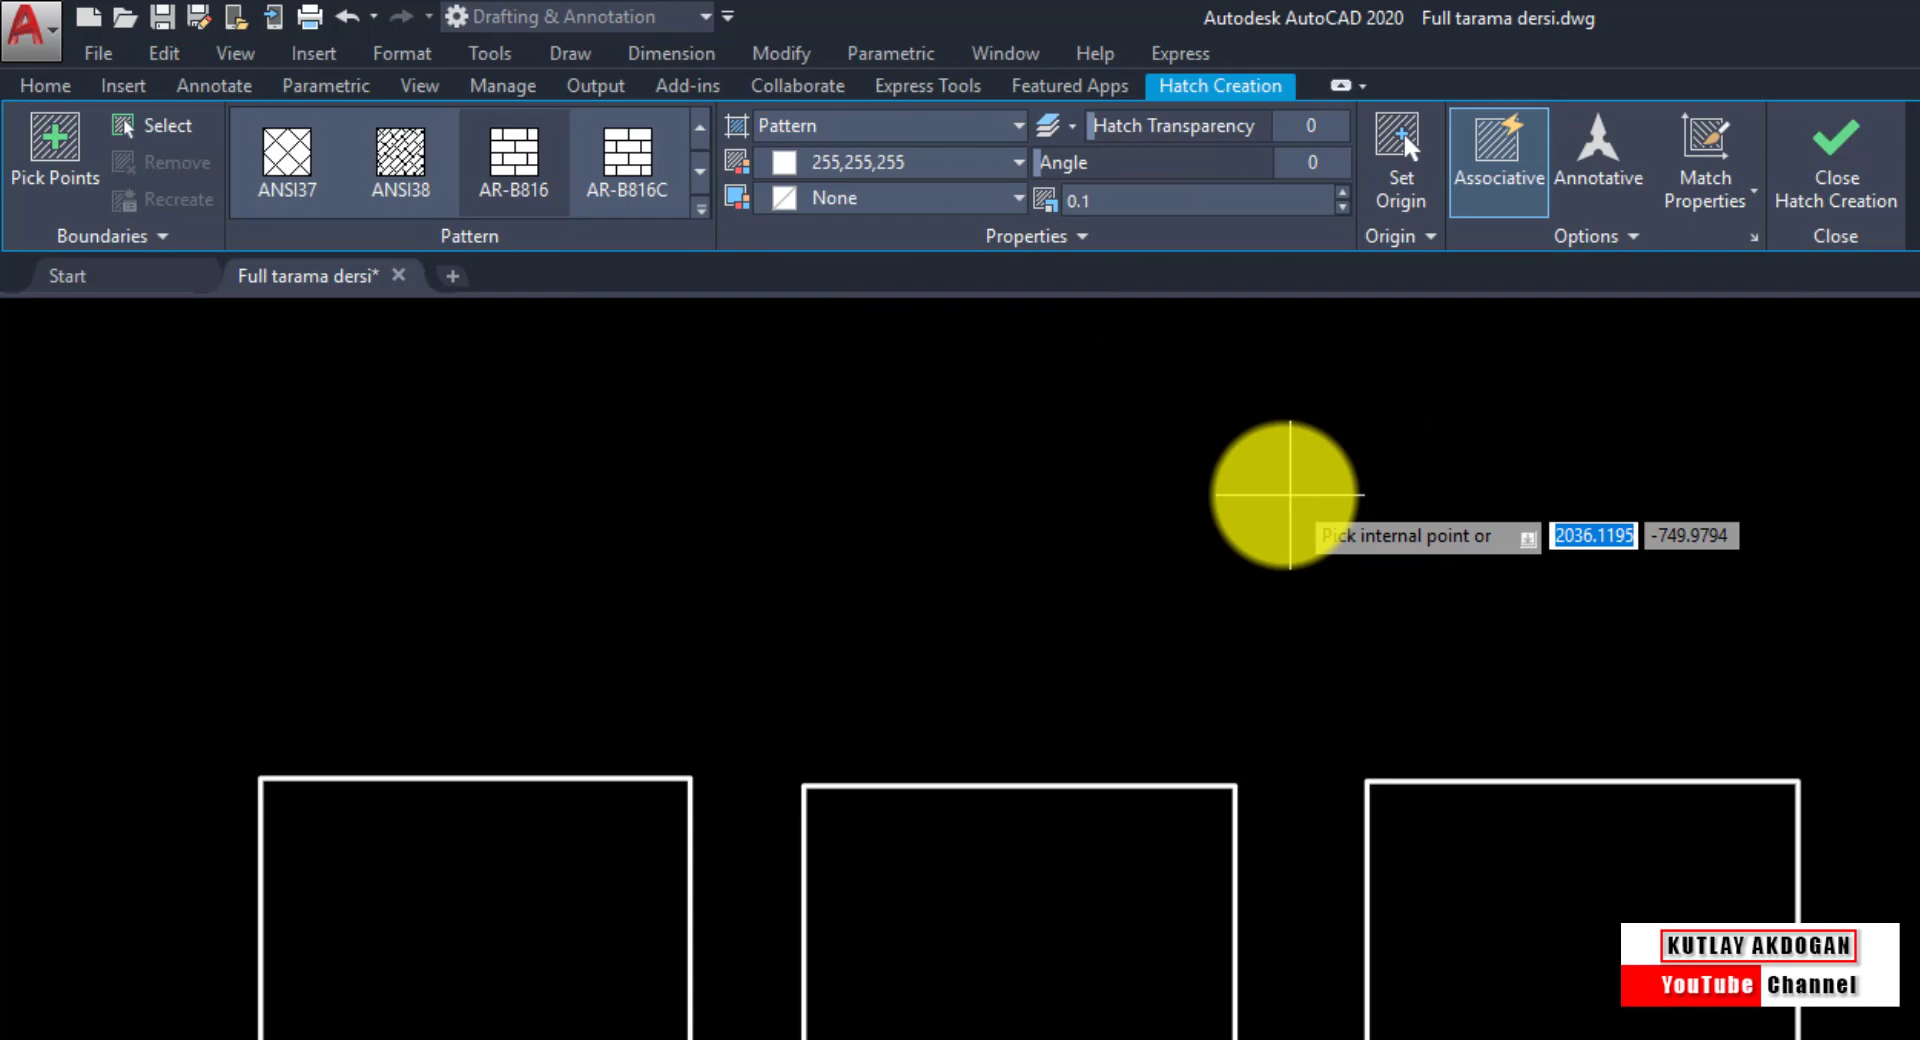 Drafting & Annotation
Autodesk AutoCAD 2020 Full tarama dersi.dwg
File Edit View Insert Format Tools Draw Dimension Modify Parametric Window Help Express
Home Insert Annotate Parametric View Manage Output Add-ins Collaborate Express Tools Featured Apps Hatch Creation
Pick Points
Select
Remove
Recreate
Boundaries
ANSI37 ANSI38 AR-B816 AR-B816C
Pattern
Pattern
255,255,255
None
Hatch Transparency 0
Angle 0
0.1
Properties
Set
Origin
Origin
Associative
Annotative
Match
Properties
Options
Close
Hatch Creation
Close
Start
Full tarama dersi*
Pick internal point or 2036.1195 -749.9794
KUTLAY AKDOGAN
YouTube Channel